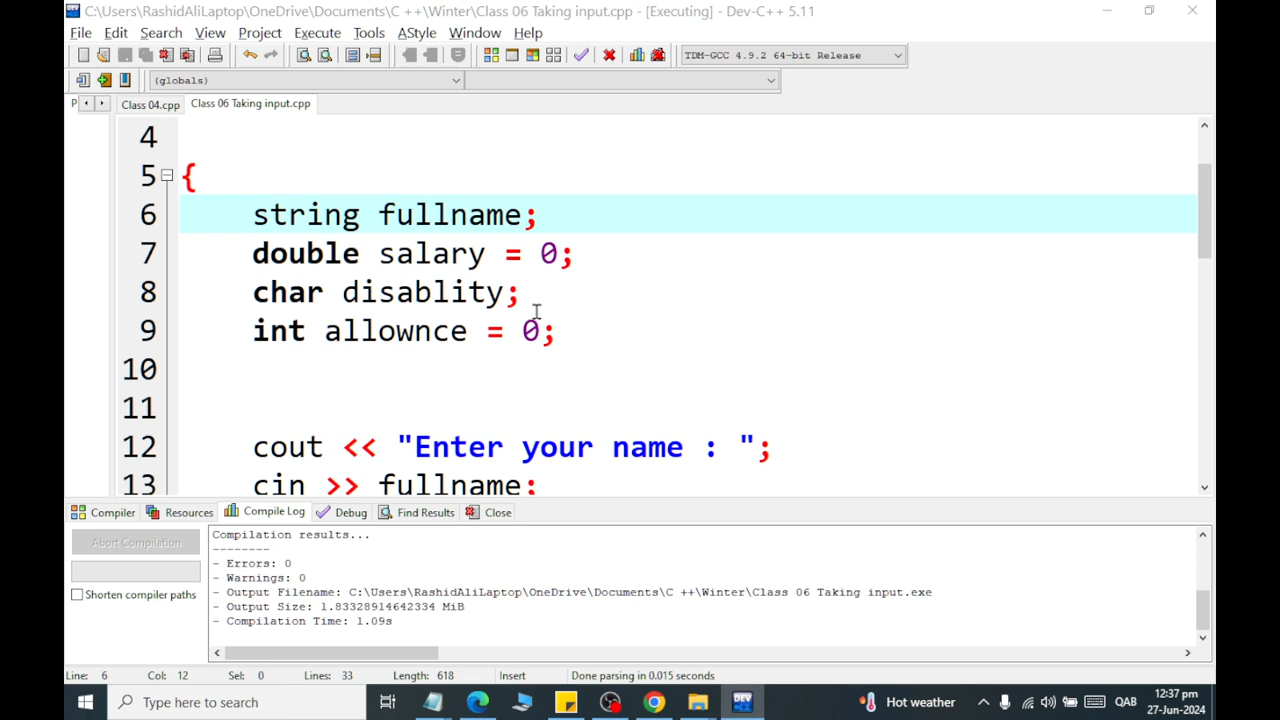 C:\Users\RashidAliLaptop\OneDrive\Documents\C ++\Winter\Class 06 Taking input.cpp - [Executing] - Dev-C++ 5.11
File Edit Search View Project Execute Tools AStyle Window Help
TDM-GCC 4.9.2 64-bit Release
(globals)
P Class 04.cpp Class 06 Taking input.cpp
4
5 {
6 string fullname;
7 double salary = 0;
8 char disablity;
9 int allownce = 0;
10
11
12 cout << "Enter your name : ";
13 cin >> fullname;
Compiler Resources Compile Log Debug Find Results Close
Abort Compilation
Shorten compiler paths
Compilation results...
--------
- Errors: 0
- Warnings: 0
- Output Filename: C:\Users\RashidAliLaptop\OneDrive\Documents\C ++\Winter\Class 06 Taking input.exe
- Output Size: 1.83328914642334 MiB
- Compilation Time: 1.09s
Line: 6 Col: 12 Sel: 0 Lines: 33 Length: 618 Insert Done parsing in 0.015 seconds
Type here to search
DEV
Hot weather
QAB
12:37 pm
27-Jun-2024